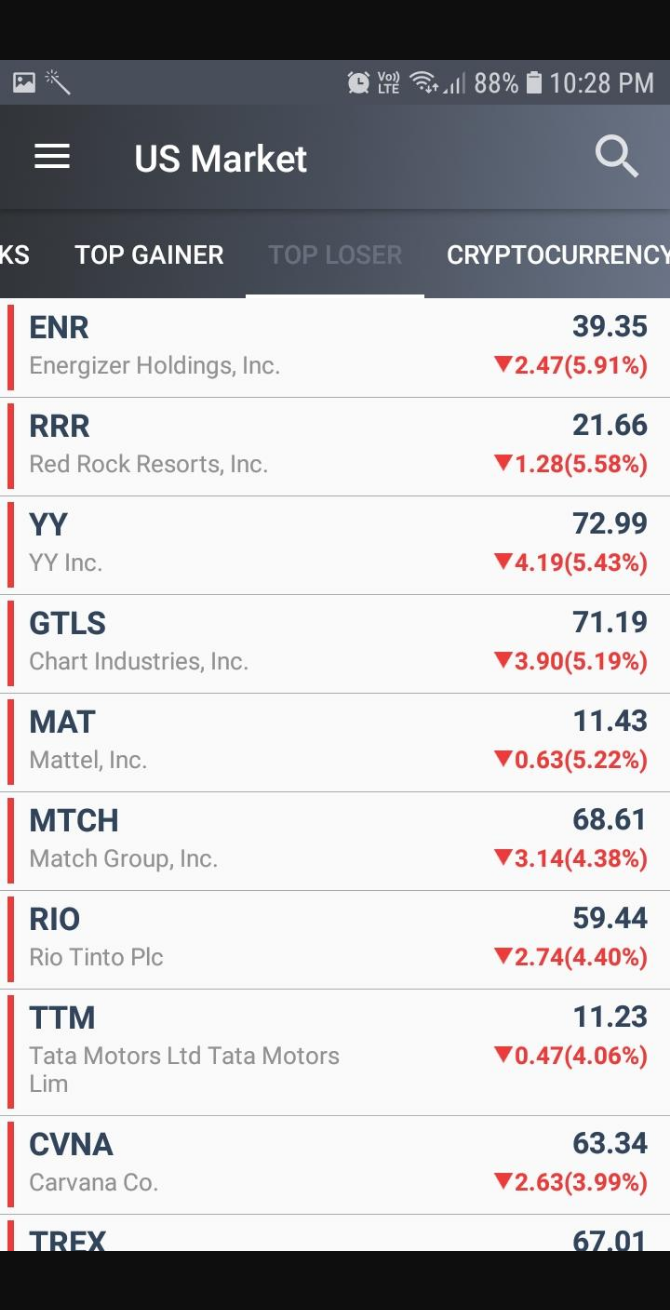 Vo))
LTE
88%
10:28 PM
US Market
KS
TOP GAINER
TOP LOSER
CRYPTOCURRENCY
ENR
39.35
Energizer Holdings, Inc.
▼2.47(5.91%)
RRR
21.66
Red Rock Resorts, Inc.
▼1.28(5.58%)
YY
72.99
YY Inc.
▼4.19(5.43%)
GTLS
71.19
Chart Industries, Inc.
▼3.90(5.19%)
MAT
11.43
Mattel, Inc.
▼0.63(5.22%)
MTCH
68.61
Match Group, Inc.
▼3.14(4.38%)
RIO
59.44
Rio Tinto Plc
▼2.74(4.40%)
TTM
11.23
Tata Motors Ltd Tata Motors
Lim
▼0.47(4.06%)
CVNA
63.34
Carvana Co.
▼2.63(3.99%)
TREX
67.01